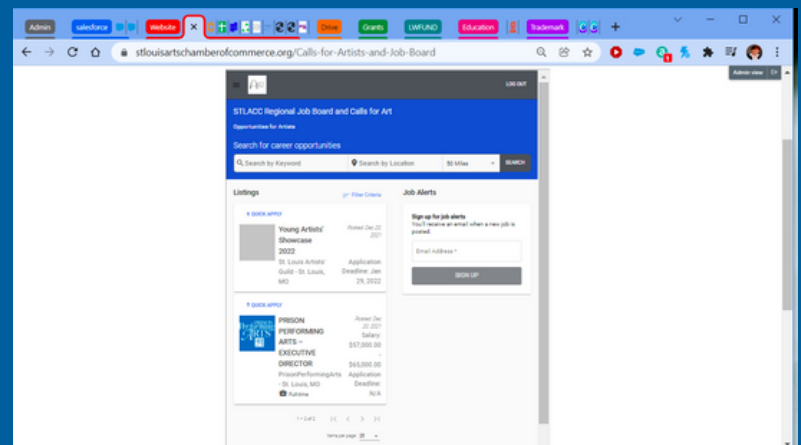 Admin salesforce Website Drive Grants LWFUND Education Trademark
stlouisartschamberofcommerce.org/Calls-for-Artists-and-Job-Board
Admin view
LOG OUT
STLACC Regional Job Board and Calls for Art
Opportunities for Artists
Search for career opportunities
Search by Keyword Search by Location 50 Miles SEARCH
Listings Filter Criteria
QUICK APPLY
Young Artists' Posted: Dec 22,
Showcase 2021
2022
St. Louis Artists' Application
Guild - St. Louis, Deadline: Jan
MO 29, 2022
QUICK APPLY
PRISON Posted: Dec
PERFORMING 20, 2021
ARTS – Salary:
EXECUTIVE $57,000.00
DIRECTOR -
$65,000.00
PrisonPerformingArts Application
- St. Louis, MO Deadline:
Full-time N/A
1 - 2 of 2
Items per page
Job Alerts
Sign up for job alerts
You'll receive an email when a new job is
posted.
Email Address *
SIGN UP